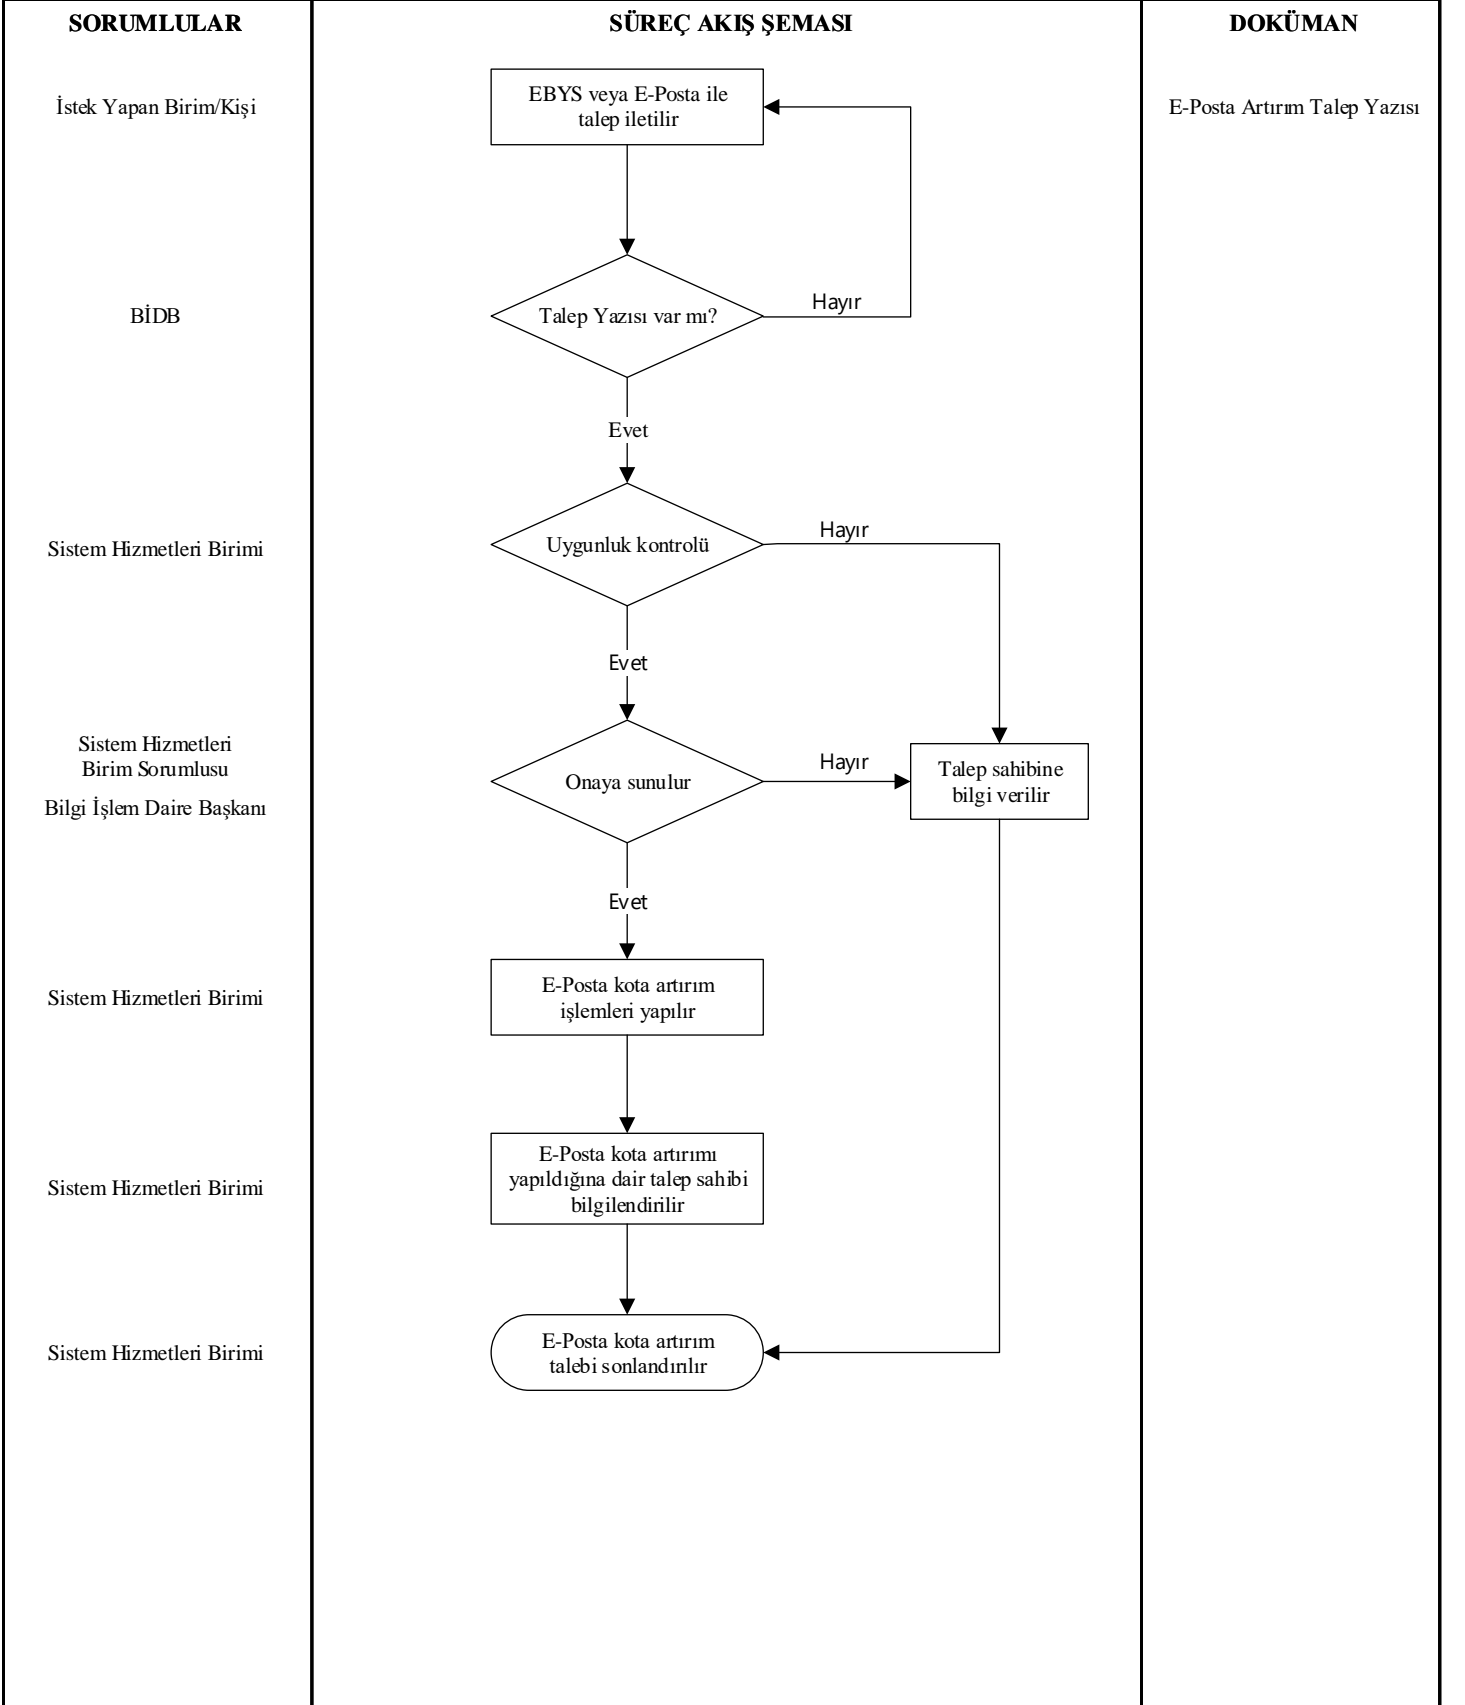 SORUMLULAR
SÜREÇ AKIŞ ŞEMASI
DOKÜMAN
İstek Yapan Birim/Kişi
EBYS veya E-Posta ile
talep iletilir
E-Posta Artırım Talep Yazısı
BİDB
Talep Yazısı var mı?
Hayır
Evet
Sistem Hizmetleri Birimi
Uygunluk kontrolü
Hayır
Evet
Sistem Hizmetleri
Birim Sorumlusu
Bilgi İşlem Daire Başkanı
Onaya sunulur
Hayır
Talep sahibine
bilgi verilir
Evet
Sistem Hizmetleri Birimi
E-Posta kota artırım
işlemleri yapılır
Sistem Hizmetleri Birimi
E-Posta kota artırımı
yapıldığına dair talep sahibi
bilgilendirilir
Sistem Hizmetleri Birimi
E-Posta kota artırım
talebi sonlandırılır